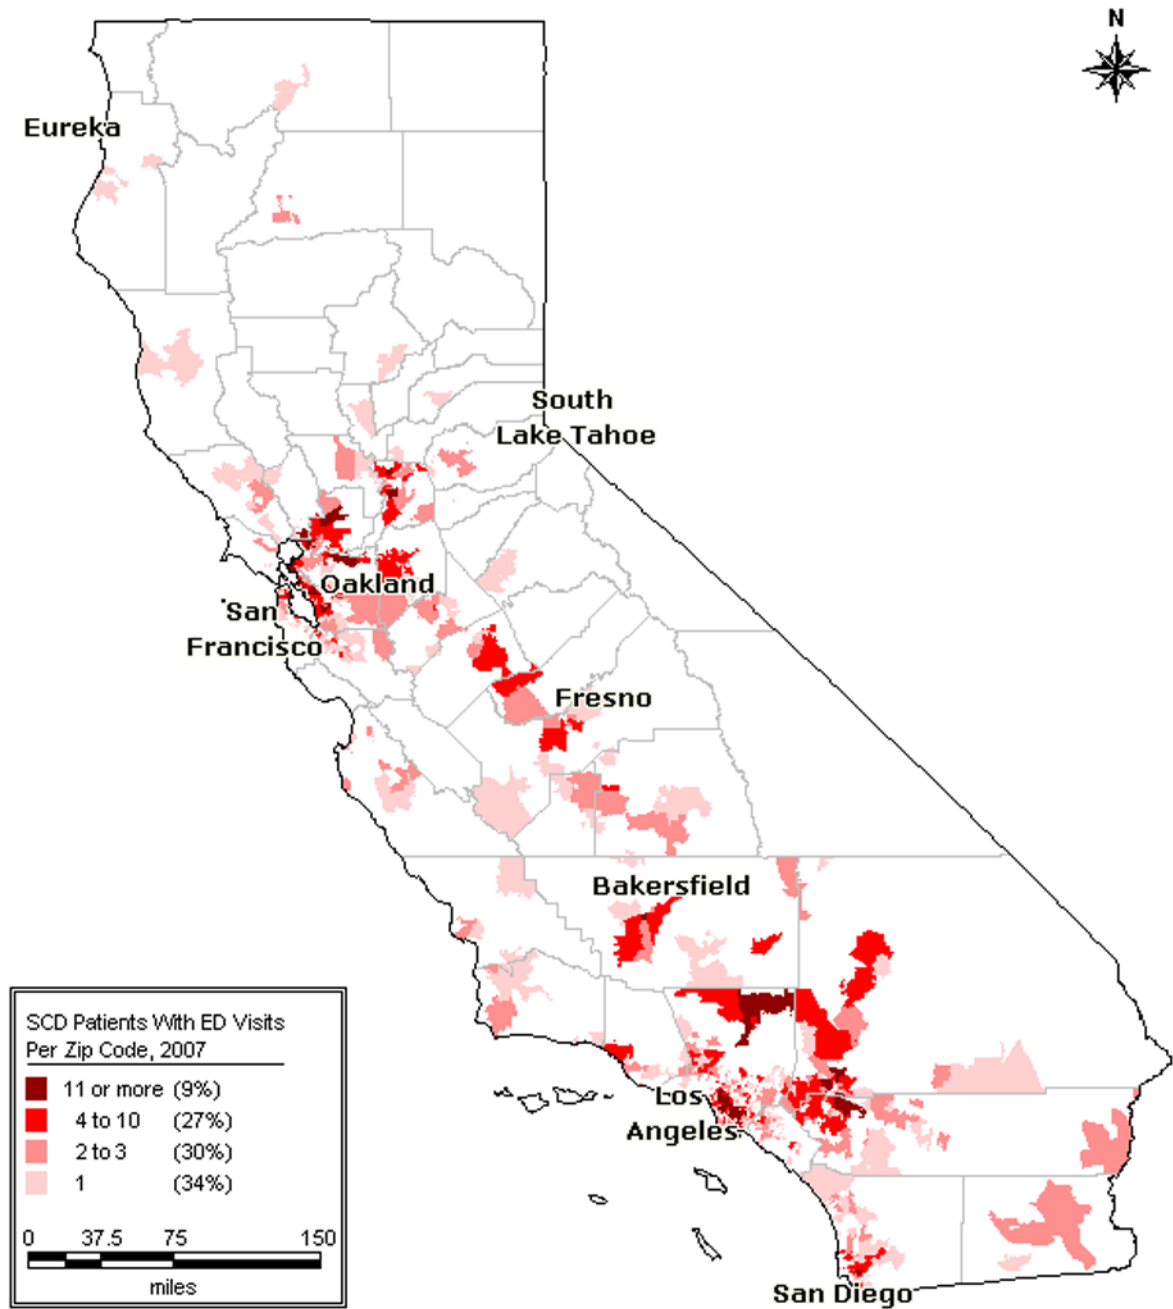 N
Eureka
South
Lake Tahoe
Oakland
San
Francisco
Fresno
Bakersfield
Los
Angeles
San Diego
SCD Patients With ED Visits
Per Zip Code, 2007
11 or more (9%)
4 to 10 (27%)
2 to 3 (30%)
1 (34%)
0 37.5 75 150
miles